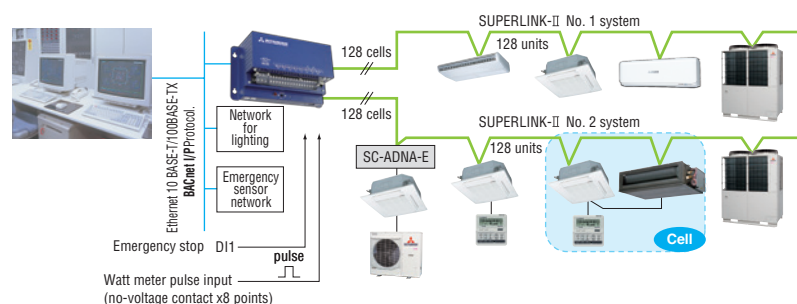 SUPERLINK-II No. 1 system
128 cells
128 units
128 cells
SUPERLINK-II No. 2 system
128 units
Ethernet 10 BASE-T/100BASE-TX
BACnet I/PProtocol.
Network
for
lighting
Emergency
sensor
network
SC-ADNA-E
Cell
Emergency stop DI1
pulse
Watt meter pulse input
(no-voltage contact x8 points)